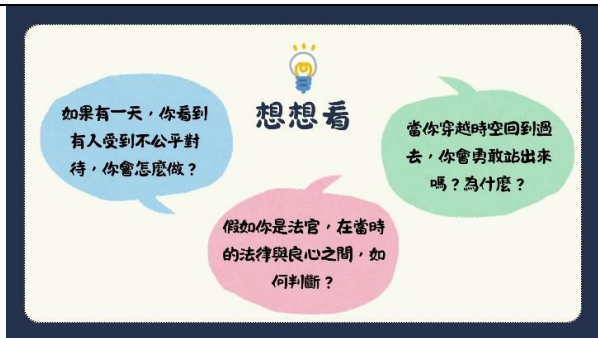 想想看
如果有一天，你看到
有人受到不公平對
待，你會怎麼做？
當你穿越時空回到過
去，你會勇敢站出來
嗎？為什麼？
假如你是法官，在當時
的法律與良心之間，如
何判斷？